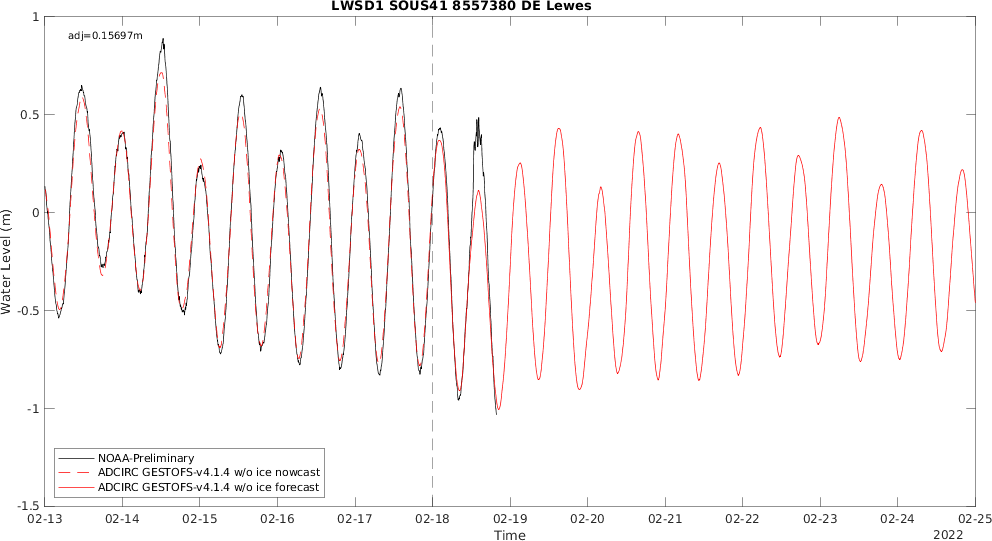 LWSD1 SOUS41 8557380 DE Lewes
adj=0.15697m
1
0.5
0
-0.5
-1
-1.5
Water Level (m)
NOAA-Preliminary
ADCIRC GESTOFS-v4.1.4 w/o ice nowcast
ADCIRC GESTOFS-v4.1.4 w/o ice forecast
02-13 02-14 02-15 02-16 02-17 02-18 02-19 02-20 02-21 02-22 02-23 02-24 02-25
Time
2022